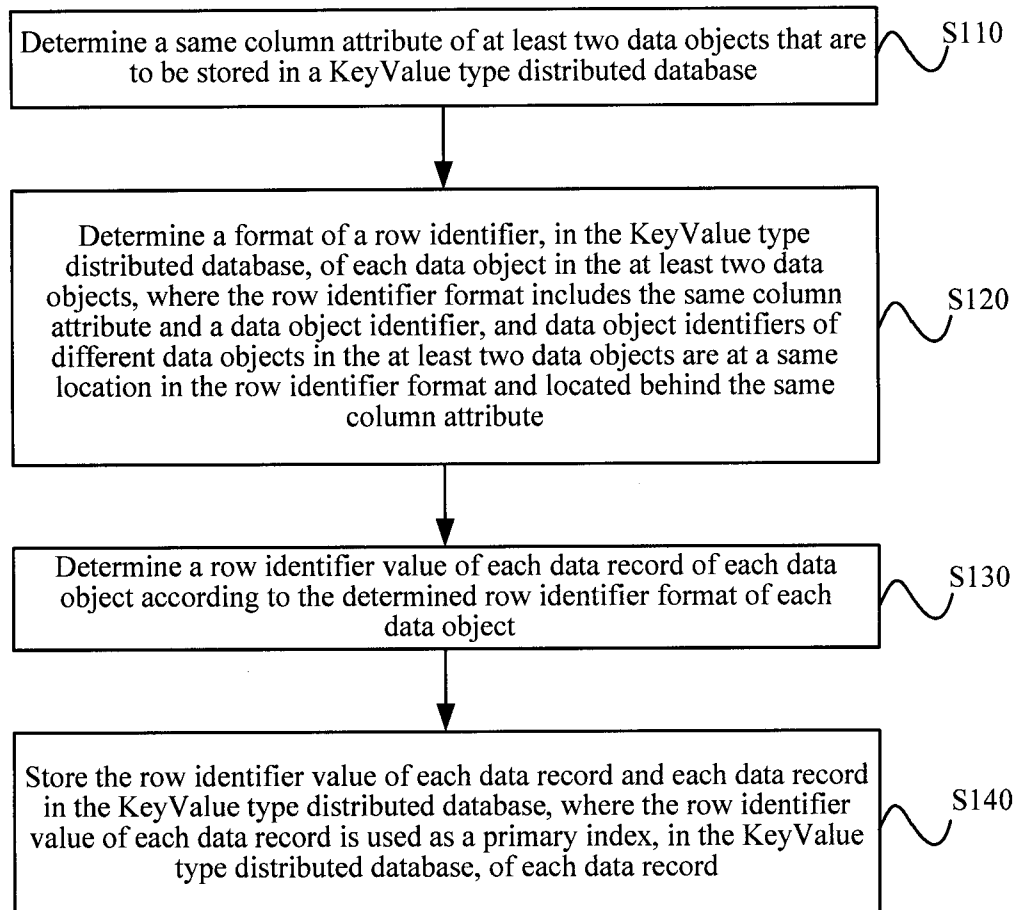 Determine a same column attribute of at least two data objects that are
to be stored in a KeyValue type distributed database
S110
Determine a format of a row identifier, in the KeyValue type
distributed database, of each data object in the at least two data
objects, where the row identifier format includes the same column
attribute and a data object identifier, and data object identifiers of
different data objects in the at least two data objects are at a same
location in the row identifier format and located behind the same
column attribute
S120
Determine a row identifier value of each data record of each data
object according to the determined row identifier format of each
data object
S130
Store the row identifier value of each data record and each data record
in the KeyValue type distributed database, where the row identifier
value of each data record is used as a primary index, in the KeyValue
type distributed database, of each data record
S140